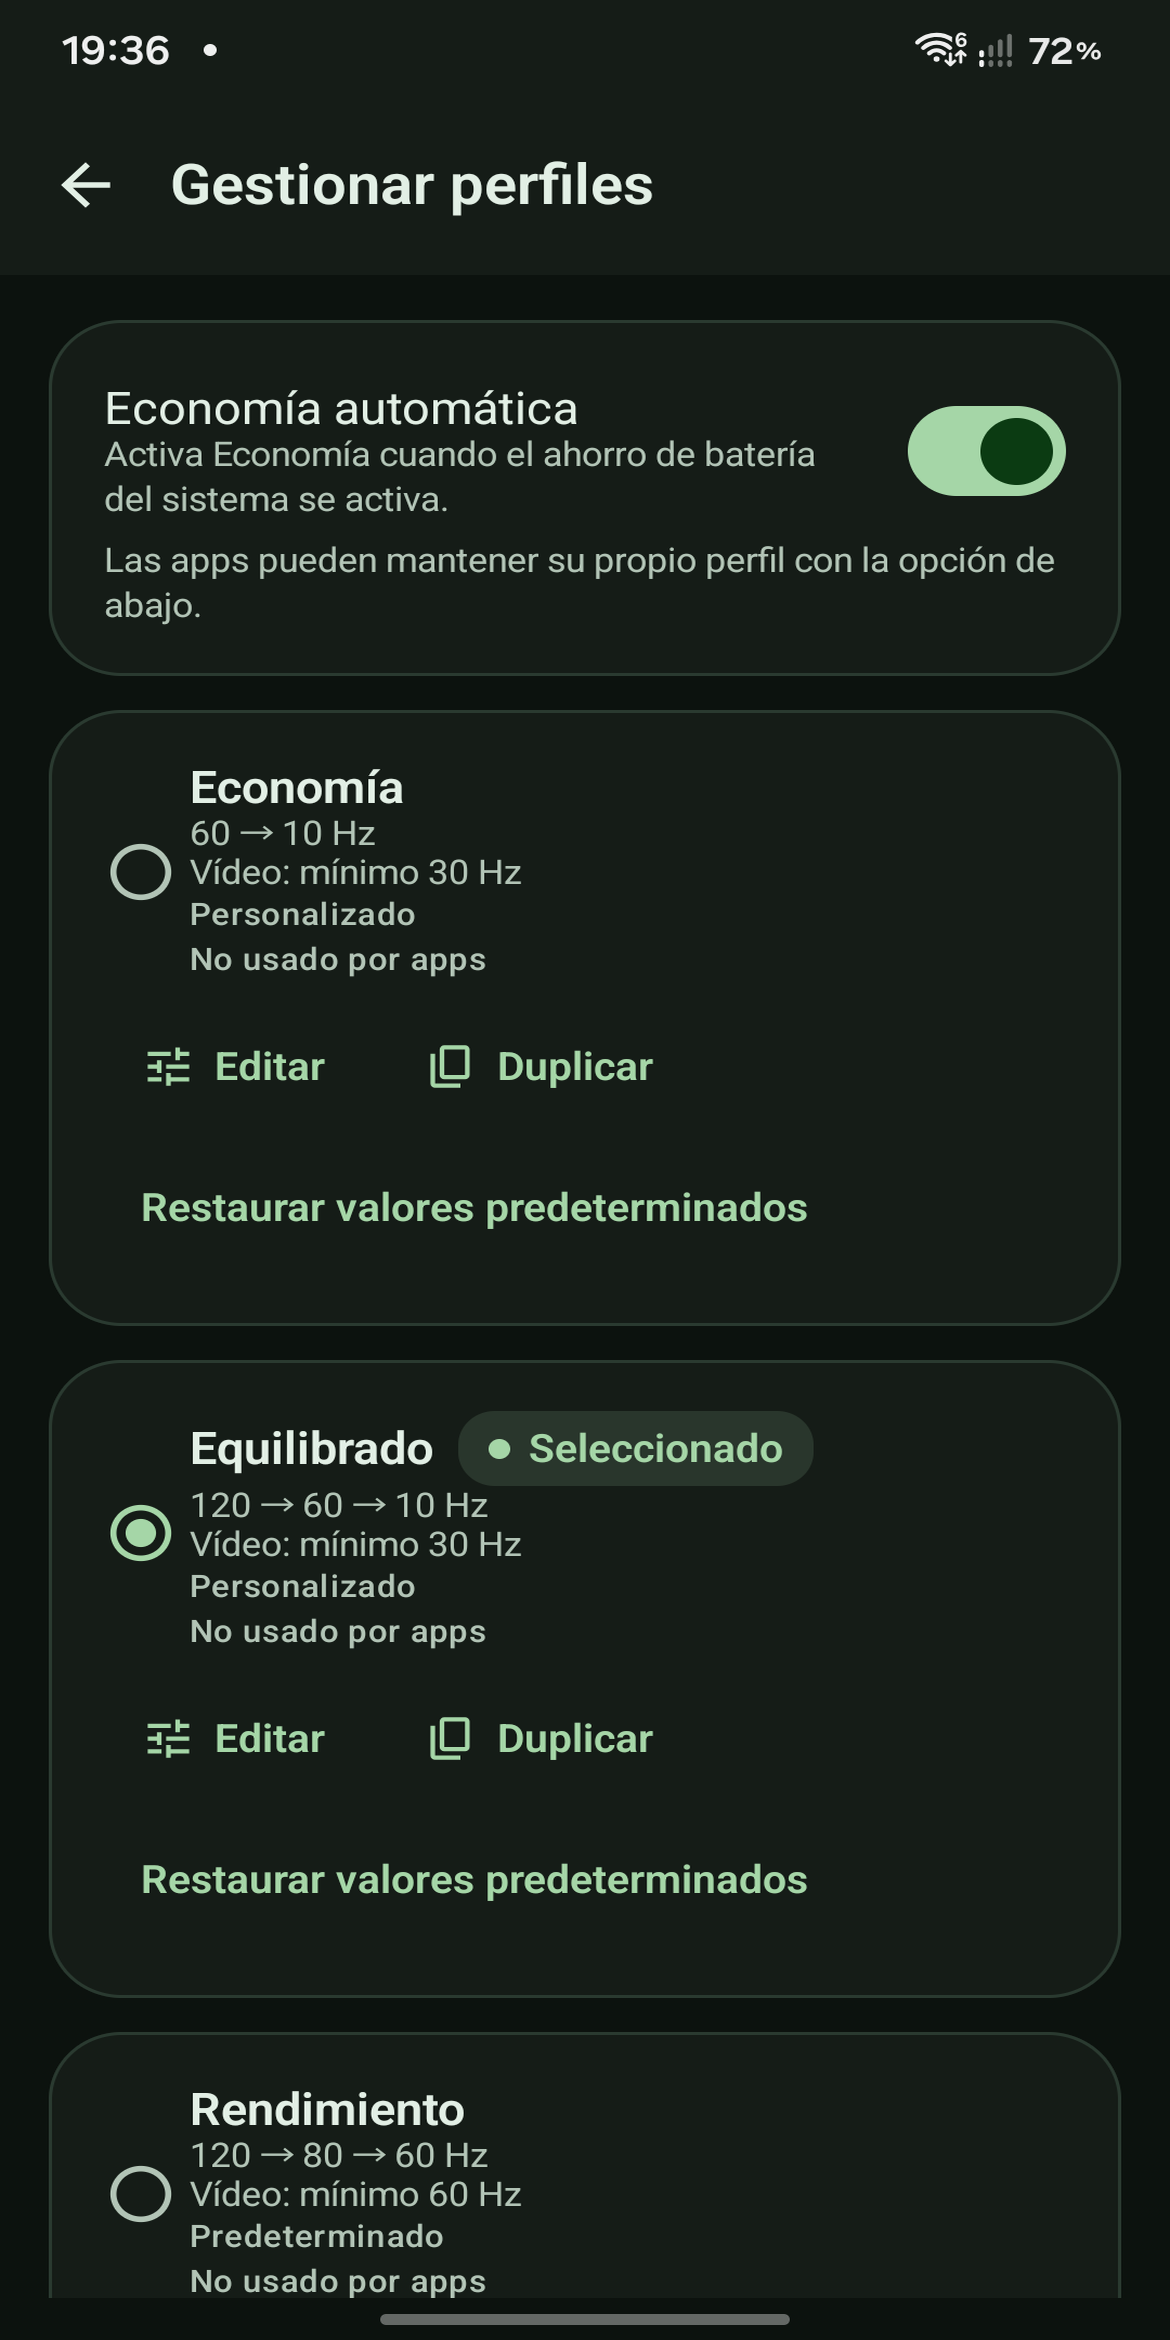 19:36
6
72%
Gestionar perfiles
Economía automática
Activa Economía cuando el ahorro de batería
del sistema se activa.
Las apps pueden mantener su propio perfil con la opción de
abajo.
Economía
60 → 10 Hz
Vídeo: mínimo 30 Hz
Personalizado
No usado por apps
Editar
Duplicar
Restaurar valores predeterminados
Equilibrado
Seleccionado
120 → 60 → 10 Hz
Vídeo: mínimo 30 Hz
Personalizado
No usado por apps
Editar
Duplicar
Restaurar valores predeterminados
Rendimiento
120 → 80 → 60 Hz
Vídeo: mínimo 60 Hz
Predeterminado
No usado por apps